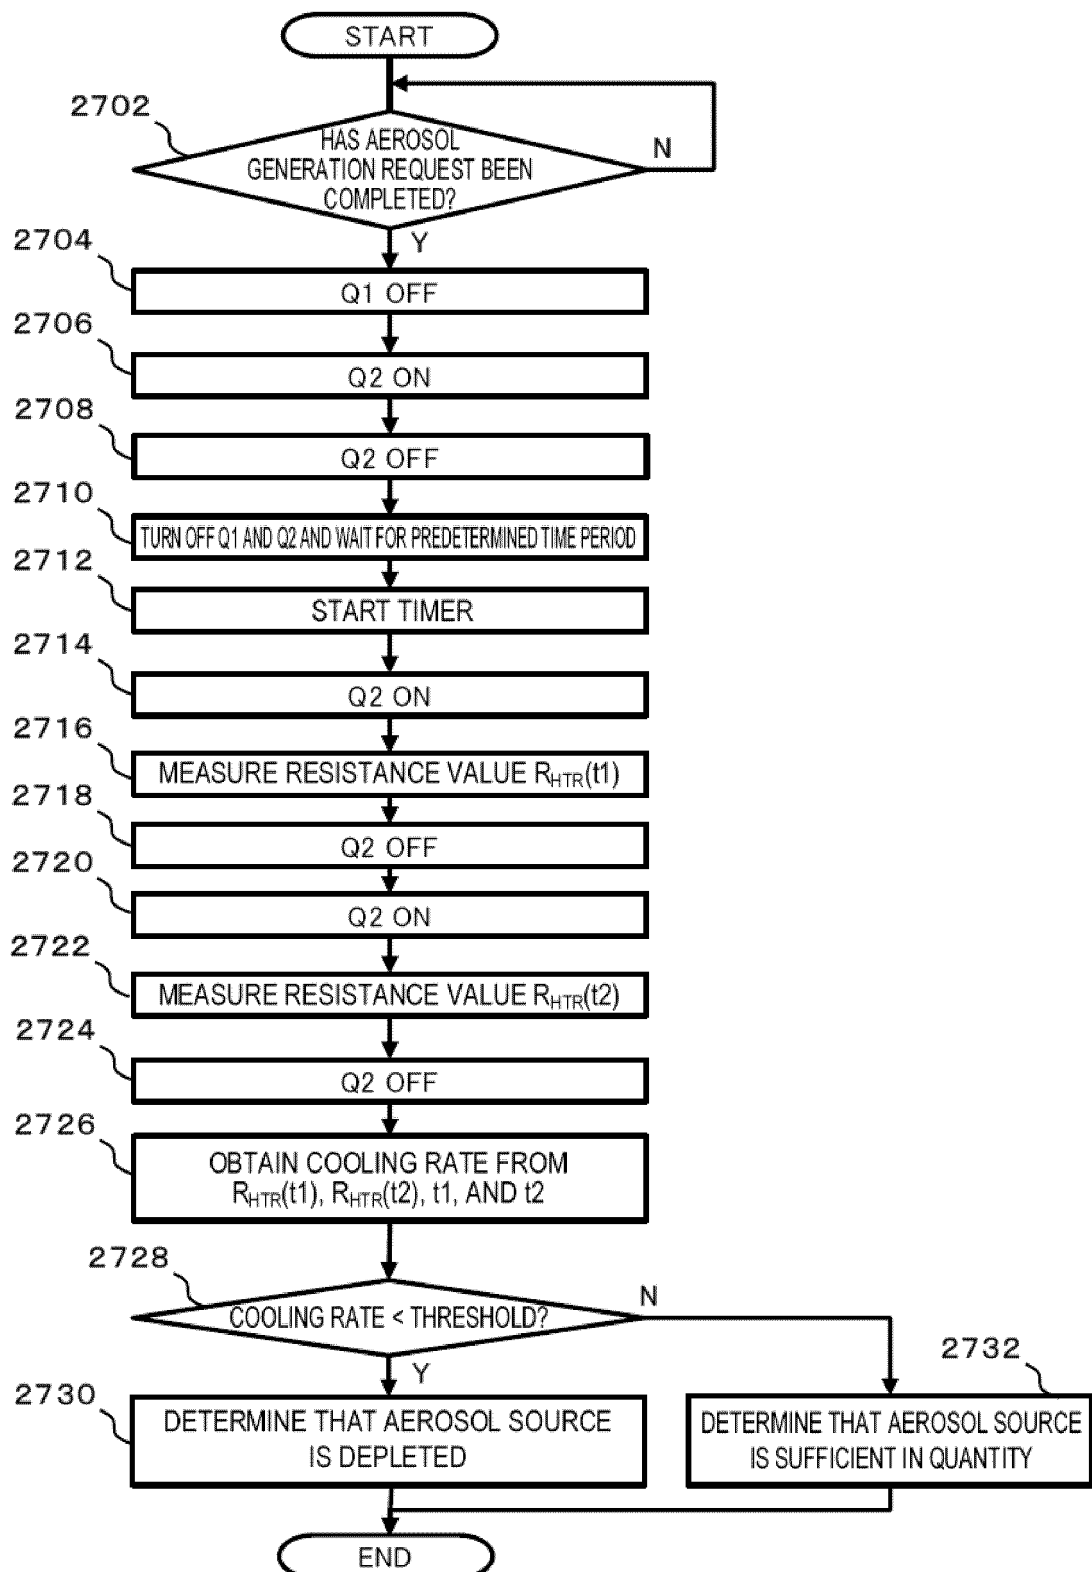 START
2702
HAS AEROSOL
GENERATION REQUEST BEEN
COMPLETED?
N
Y
2704
Q1 OFF
2706
Q2 ON
2708
Q2 OFF
2710
TURN OFF Q1 AND Q2 AND WAIT FOR PREDETERMINED TIME PERIOD
2712
START TIMER
2714
Q2 ON
2716
MEASURE RESISTANCE VALUE RHTR(t1)
2718
Q2 OFF
2720
Q2 ON
2722
MEASURE RESISTANCE VALUE RHTR(t2)
2724
Q2 OFF
2726
OBTAIN COOLING RATE FROM
RHTR(t1), RHTR(t2), t1, AND t2
2728
COOLING RATE < THRESHOLD?
N
Y
2730
DETERMINE THAT AEROSOL SOURCE
IS DEPLETED
2732
DETERMINE THAT AEROSOL SOURCE
IS SUFFICIENT IN QUANTITY
END